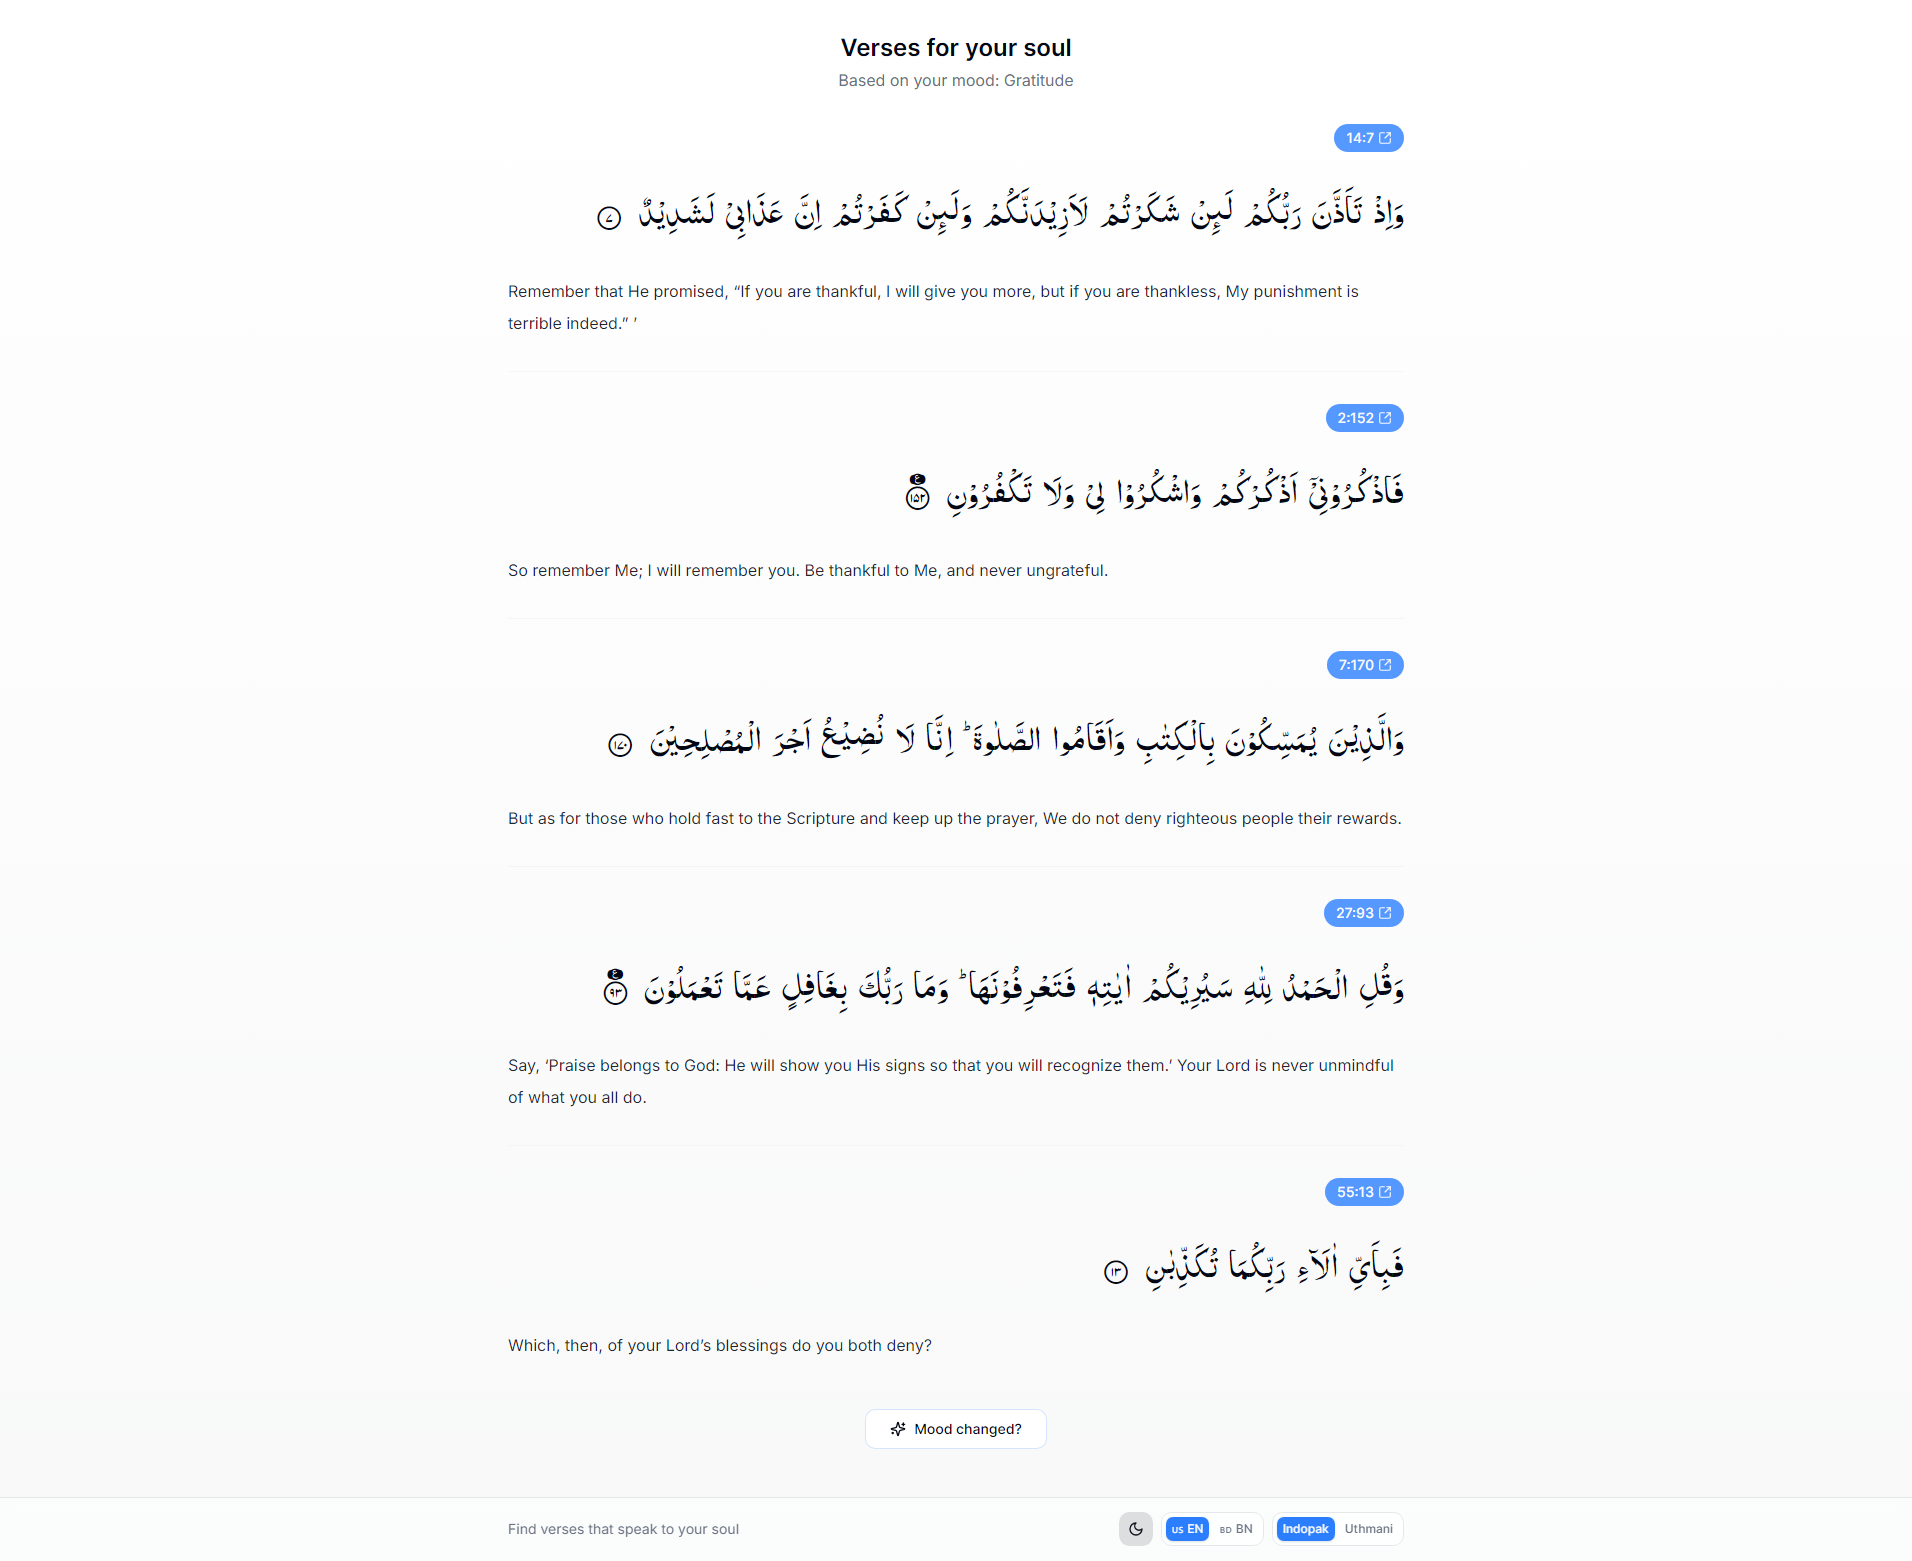 Verses for your soul
Based on your mood: Gratitude
14:7
وَاِذْ تَاَذَّنَ رَبُّكُمْ لَىِٕنْ شَكَرْتُمْ لَاَزِيْدَنَّكُمْ وَلَىِٕنْ كَفَرْتُمْ اِنَّ عَذَابِيْ لَشَدِيْدٌ ٧
Remember that He promised, “If you are thankful, I will give you more, but if you are thankless, My punishment is
terrible indeed.” ’
2:152
فَاذْكُرُوْنِيْٓ اَذْكُرْكُمْ وَاشْكُرُوْا لِيْ وَلَا تَكْفُرُوْنِ ١٥٢ ع
So remember Me; I will remember you. Be thankful to Me, and never ungrateful.
7:170
وَالَّذِيْنَ يُمَسِّكُوْنَ بِالْكِتٰبِ وَاَقَامُوا الصَّلٰوةَ ؕ اِنَّا لَا نُضِيْعُ اَجْرَ الْمُصْلِحِيْنَ ١٧٠
But as for those who hold fast to the Scripture and keep up the prayer, We do not deny righteous people their rewards.
27:93
وَقُلِ الْحَمْدُ لِلّٰهِ سَيُرِيْكُمْ اٰيٰتِهٖ فَتَعْرِفُوْنَهَا ؕ وَمَا رَبُّكَ بِغَافِلٍ عَمَّا تَعْمَلُوْنَ ٩٣ ع
Say, ‘Praise belongs to God: He will show you His signs so that you will recognize them.’ Your Lord is never unmindful
of what you all do.
55:13
فَبِاَيِّ اٰلَآءِ رَبِّكُمَا تُكَذِّبٰنِ ١٣
Which, then, of your Lord’s blessings do you both deny?
Mood changed?
Find verses that speak to your soul US EN BD BN Indopak Uthmani